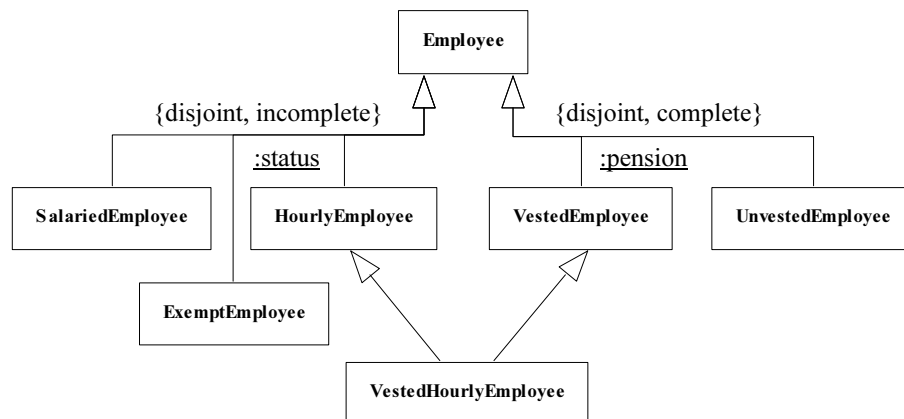 Employee
{disjoint, incomplete}
{disjoint, complete}
:status
:pension
SalariedEmployee
HourlyEmployee
VestedEmployee
UnvestedEmployee
ExemptEmployee
VestedHourlyEmployee